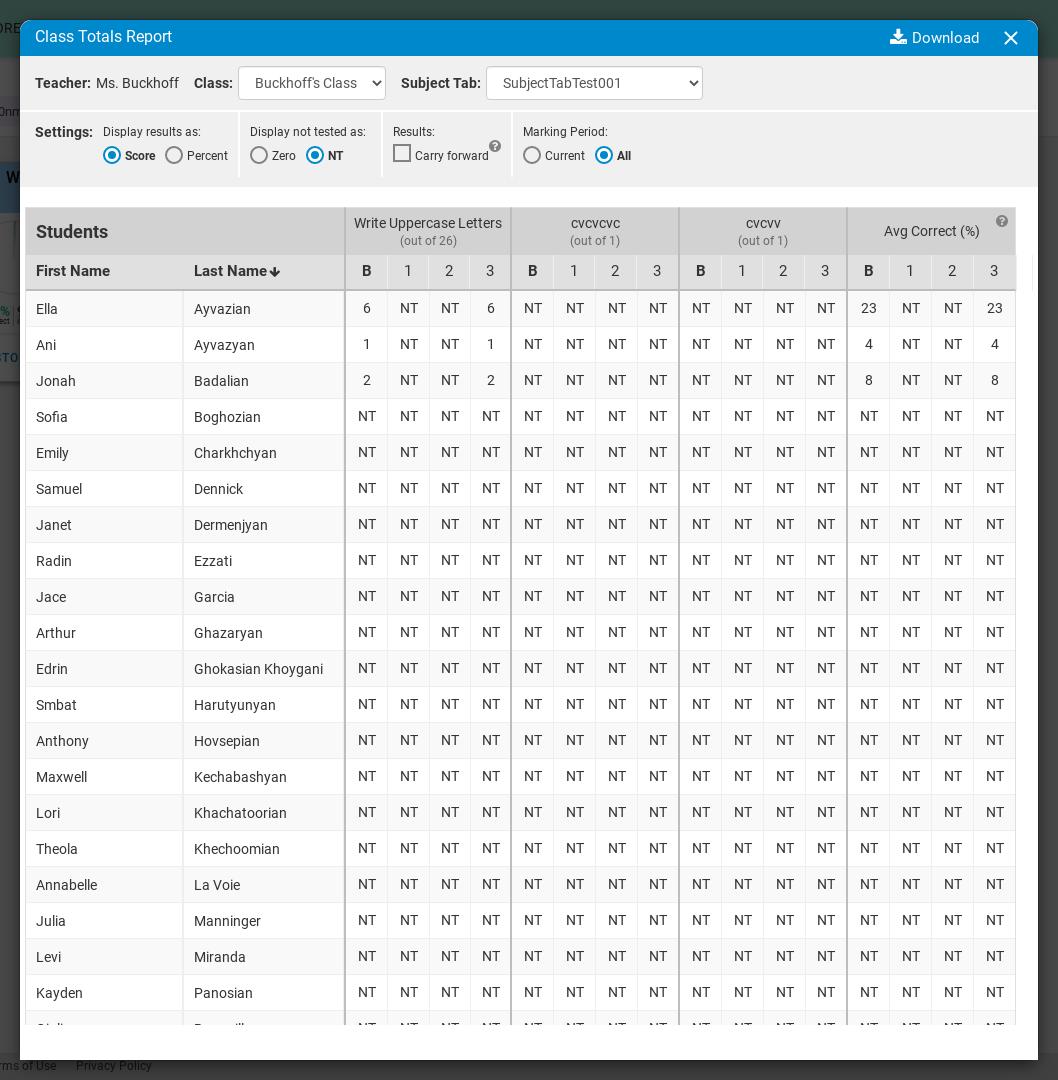 Class Totals Report Download
Teacher: Ms. Buckhoff Class: Buckhoff's Class Subject Tab: SubjectTabTest001
Settings: Display results as: Display not tested as: Results: Marking Period:
Score Percent Zero NT Carry forward Current All
Students Write Uppercase Letters (out of 26) cvcvcvc (out of 1) cvcvv (out of 1) Avg Correct (%)
First Name Last Name B 1 2 3 B 1 2 3 B 1 2 3 B 1 2 3
Ella Ayvazian 6 NT NT 6 NT NT NT NT NT NT NT NT 23 NT NT 23
Ani Ayvazyan 1 NT NT 1 NT NT NT NT NT NT NT NT 4 NT NT 4
Jonah Badalian 2 NT NT 2 NT NT NT NT NT NT NT NT 8 NT NT 8
Sofia Boghozian NT NT NT NT NT NT NT NT NT NT NT NT NT NT NT NT
Emily Charkhchyan NT NT NT NT NT NT NT NT NT NT NT NT NT NT NT NT
Samuel Dennick NT NT NT NT NT NT NT NT NT NT NT NT NT NT NT NT
Janet Dermenjyan NT NT NT NT NT NT NT NT NT NT NT NT NT NT NT NT
Radin Ezzati NT NT NT NT NT NT NT NT NT NT NT NT NT NT NT NT
Jace Garcia NT NT NT NT NT NT NT NT NT NT NT NT NT NT NT NT
Arthur Ghazaryan NT NT NT NT NT NT NT NT NT NT NT NT NT NT NT NT
Edrin Ghokasian Khoygani NT NT NT NT NT NT NT NT NT NT NT NT NT NT NT NT
Smbat Harutyunyan NT NT NT NT NT NT NT NT NT NT NT NT NT NT NT NT
Anthony Hovsepian NT NT NT NT NT NT NT NT NT NT NT NT NT NT NT NT
Maxwell Kechabashyan NT NT NT NT NT NT NT NT NT NT NT NT NT NT NT NT
Lori Khachatoorian NT NT NT NT NT NT NT NT NT NT NT NT NT NT NT NT
Theola Khechoomian NT NT NT NT NT NT NT NT NT NT NT NT NT NT NT NT
Annabelle La Voie NT NT NT NT NT NT NT NT NT NT NT NT NT NT NT NT
Julia Manninger NT NT NT NT NT NT NT NT NT NT NT NT NT NT NT NT
Levi Miranda NT NT NT NT NT NT NT NT NT NT NT NT NT NT NT NT
Kayden Panosian NT NT NT NT NT NT NT NT NT NT NT NT NT NT NT NT
of Use Privacy Policy